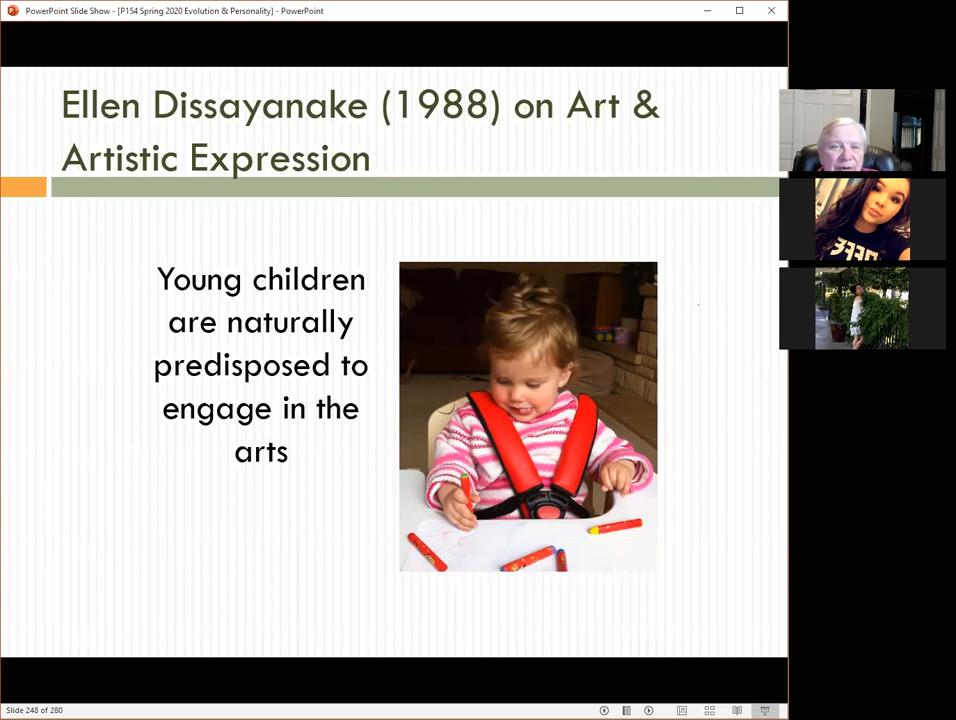 PowerPoint Slide Show - [P154 Spring 2020 Evolution & Personality] - PowerPoint
Ellen Dissayanake (1988) on Art &
Artistic Expression
Young children
are naturally
predisposed to
engage in the
arts
Slide 248 of 280